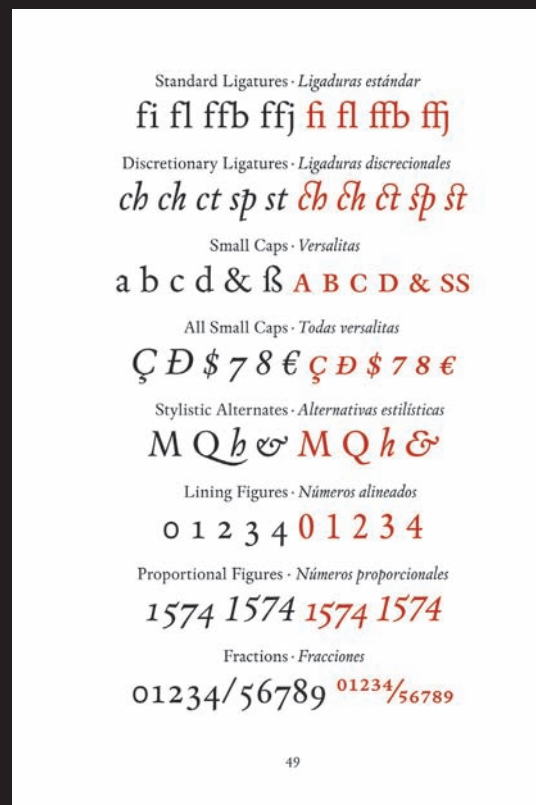 Standard Ligatures · Ligaduras estándar
fi fl ffb ffj fi fl ffb ffj
Discretionary Ligatures · Ligaduras discrecionales
ch ch ct sp st ch ch ct sp st
Small Caps · Versalitas
a b c d & ß A B C D & SS
All Small Caps · Todas versalitas
Ç Đ $ 7 8 € Ç Đ $ 7 8 €
Stylistic Alternates · Alternativas estilísticas
M Q h & M Q h &
Lining Figures · Números alineados
0 1 2 3 4 0 1 2 3 4
Proportional Figures · Números proporcionales
1574 1574 1574 1574
Fractions · Fracciones
01234/56789 01234/56789
49